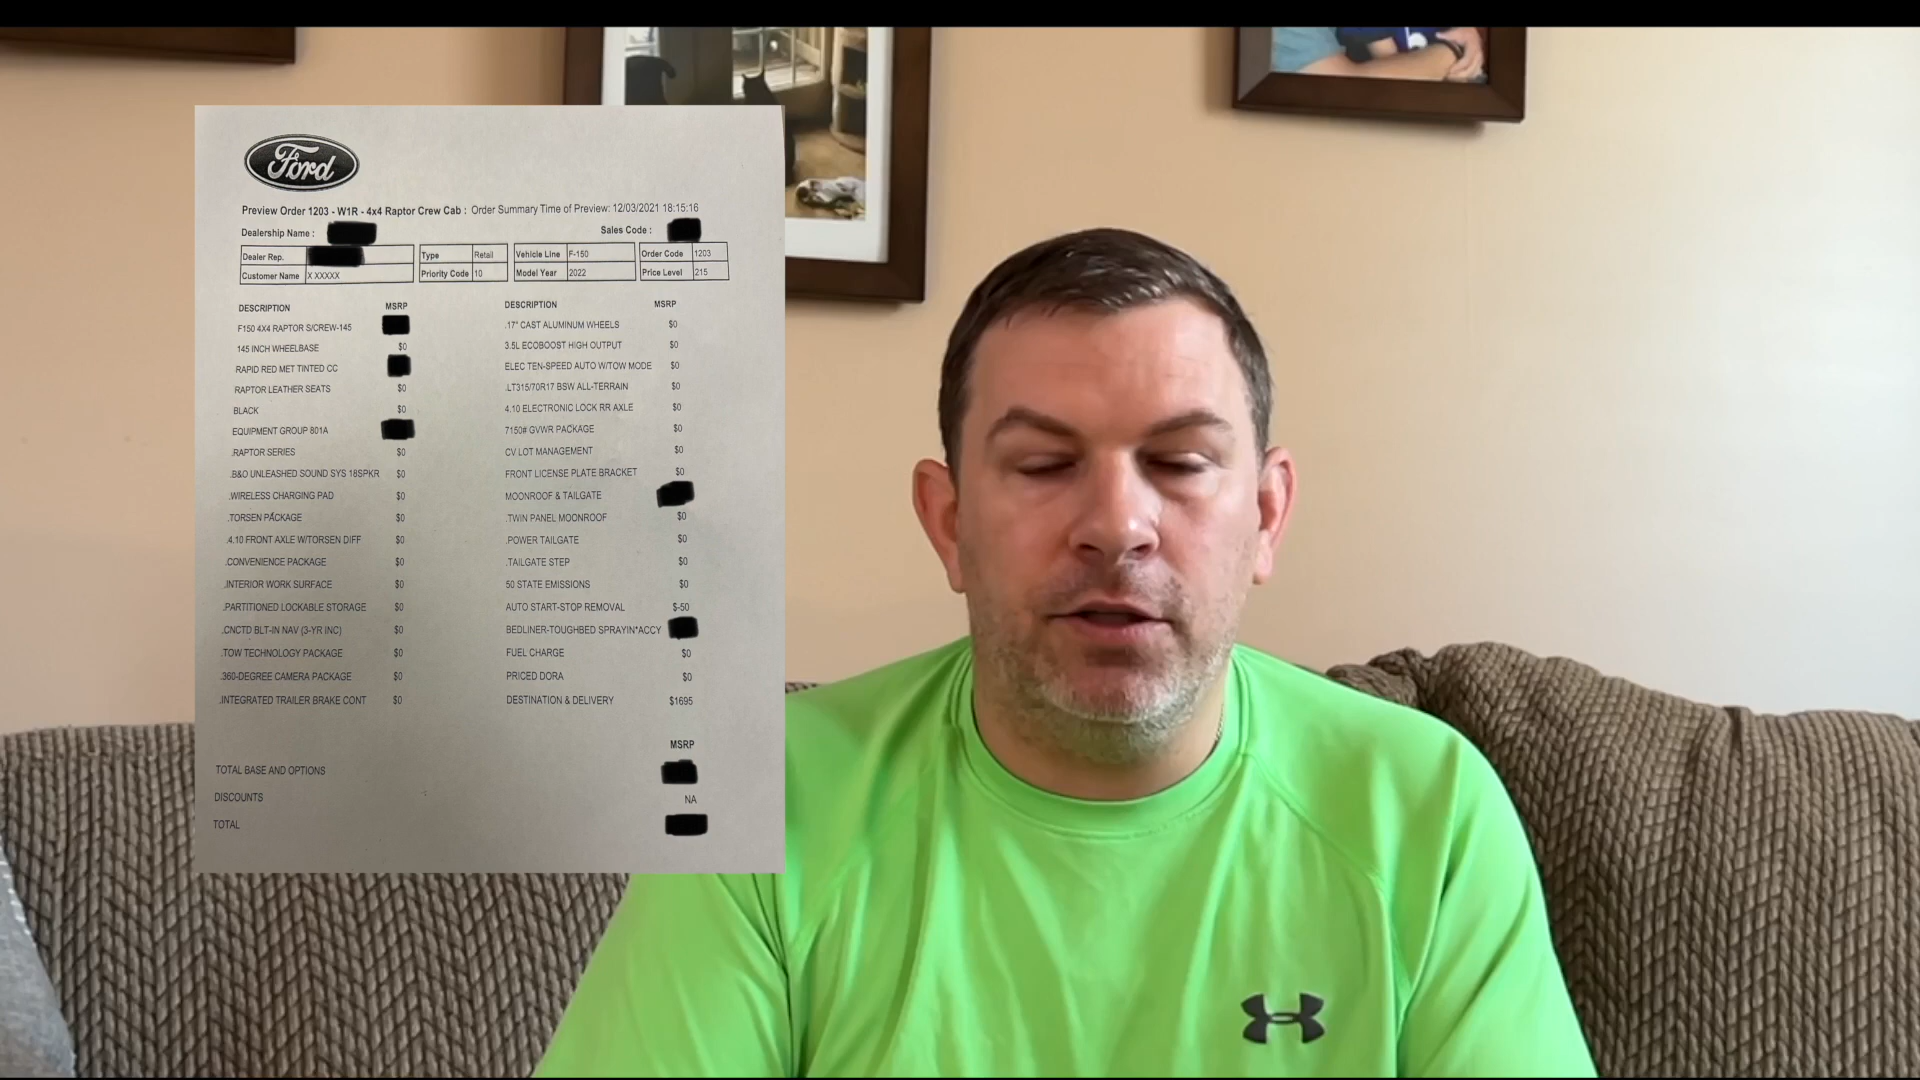 Ford
Preview Order 1203 - W1R - 4x4 Raptor Crew Cab : Order Summary Time of Preview: 12/03/2021 18:15:16
Dealership Name :
Sales Code :
Dealer Rep. Type Retail Vehicle Line F-150 Order Code 1203
Customer Name X XXXXX Priority Code 10 Model Year 2022 Price Level 215
DESCRIPTION MSRP
F150 4X4 RAPTOR S/CREW-145
145 INCH WHEELBASE $0
RAPID RED MET TINTED CC
RAPTOR LEATHER SEATS $0
BLACK $0
EQUIPMENT GROUP 801A
.RAPTOR SERIES $0
.B&O UNLEASHED SOUND SYS 18SPKR $0
.WIRELESS CHARGING PAD $0
.TORSEN PACKAGE $0
.4.10 FRONT AXLE W/TORSEN DIFF $0
.CONVENIENCE PACKAGE $0
.INTERIOR WORK SURFACE $0
.PARTITIONED LOCKABLE STORAGE $0
.CNCTD BLT-IN NAV (3-YR INC) $0
.TOW TECHNOLOGY PACKAGE $0
.360-DEGREE CAMERA PACKAGE $0
.INTEGRATED TRAILER BRAKE CONT $0
DESCRIPTION MSRP
.17" CAST ALUMINUM WHEELS $0
3.5L ECOBOOST HIGH OUTPUT $0
ELEC TEN-SPEED AUTO W/TOW MODE $0
.LT315/70R17 BSW ALL-TERRAIN $0
4.10 ELECTRONIC LOCK RR AXLE $0
7150# GVWR PACKAGE $0
CV LOT MANAGEMENT $0
FRONT LICENSE PLATE BRACKET $0
MOONROOF & TAILGATE
.TWIN PANEL MOONROOF $0
.POWER TAILGATE $0
.TAILGATE STEP $0
50 STATE EMISSIONS $0
AUTO START-STOP REMOVAL $-50
BEDLINER-TOUGHBED SPRAYIN*ACCY
FUEL CHARGE $0
PRICED DORA $0
DESTINATION & DELIVERY $1695
MSRP
TOTAL BASE AND OPTIONS
DISCOUNTS NA
TOTAL